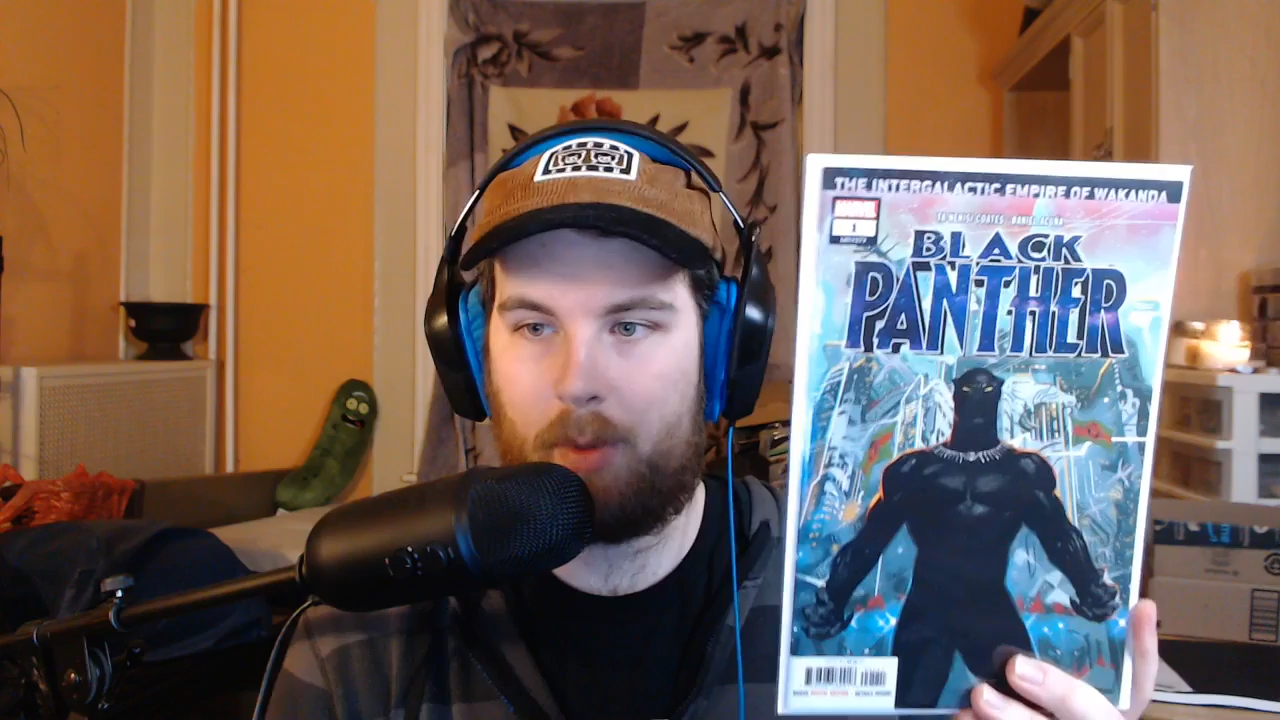 THE INTERGALACTIC EMPIRE OF WAKANDA
MARVEL
1
TA-NEHISI COATES DANIEL ACUÑA
BLACK
PANTHER